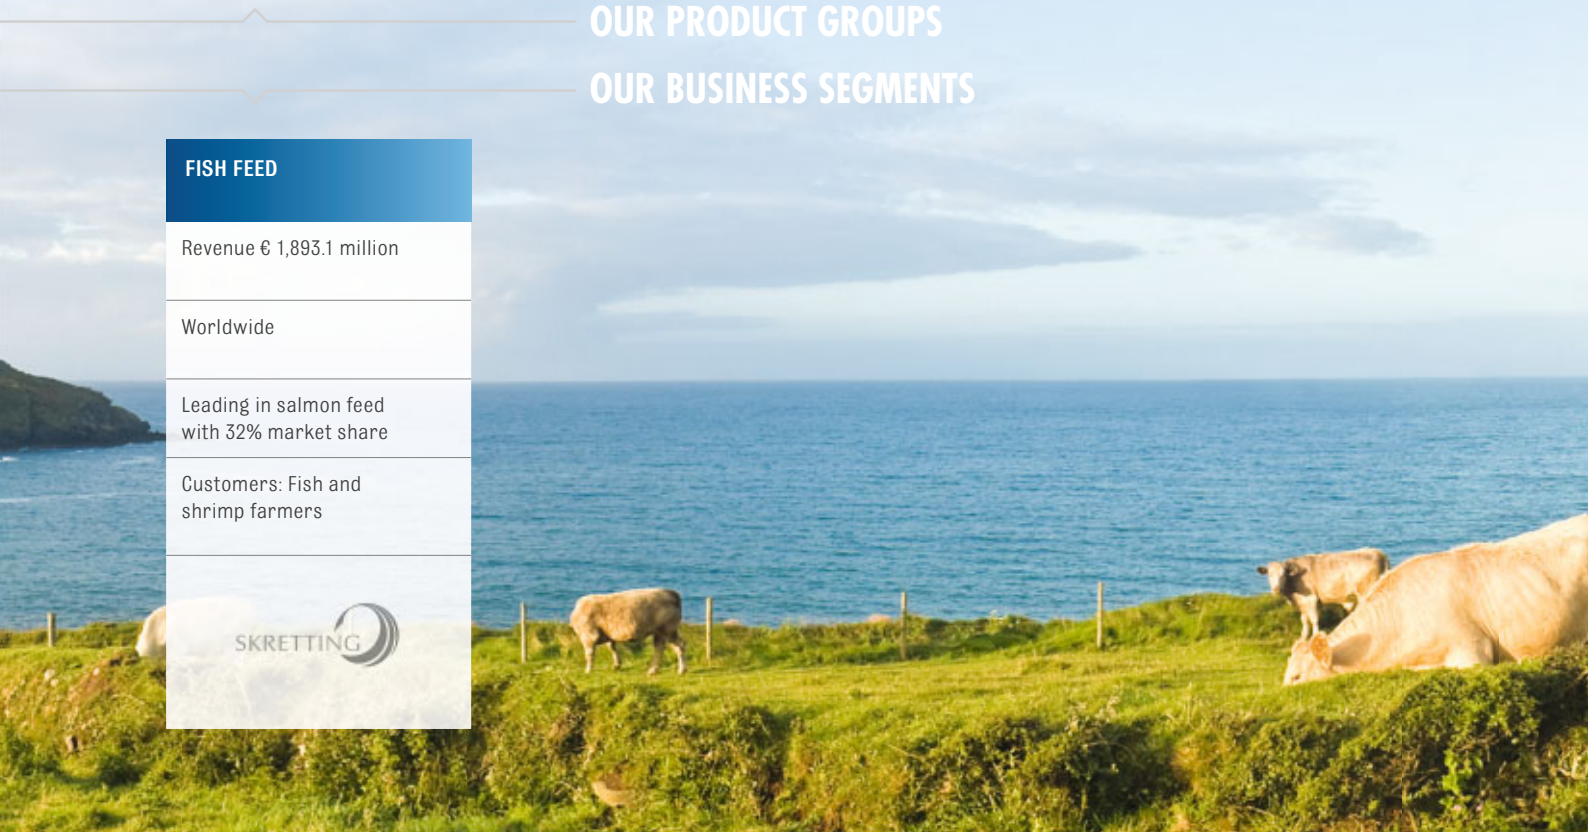 OUR PRODUCT GROUPS
OUR BUSINESS SEGMENTS
FISH FEED
Revenue € 1,893.1 million
Worldwide
Leading in salmon feed
with 32% market share
Customers: Fish and
shrimp farmers
SKRETTING